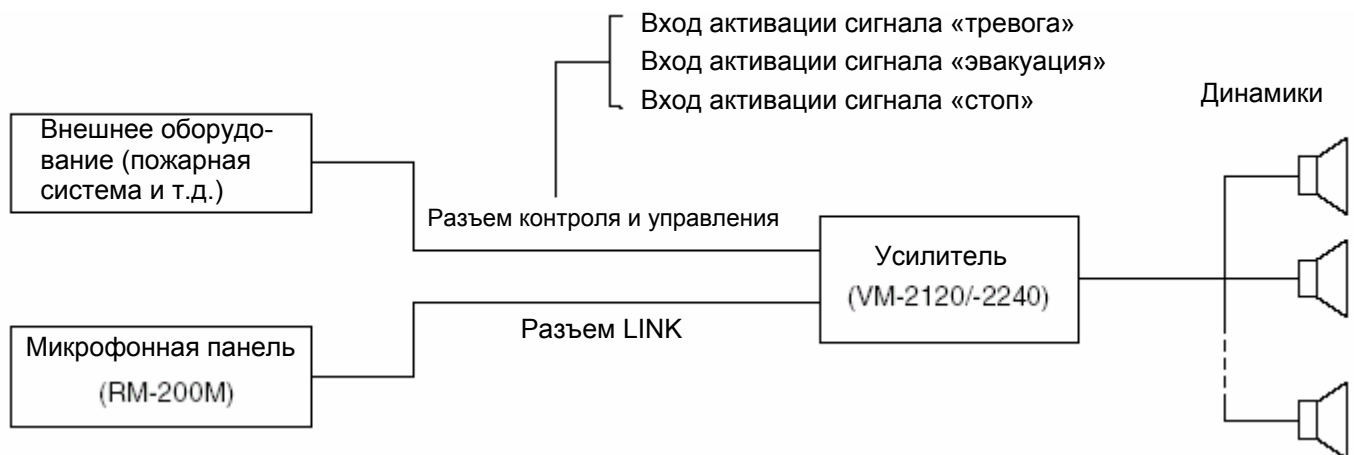 Вход активации сигнала «тревога»
Вход активации сигнала «эвакуация»
Вход активации сигнала «стоп»
Динамики
Внешнее оборудо-
вание (пожарная
система и т.д.)
Разъем контроля и управления
Усилитель
(VM-2120/-2240)
Разъем LINK
Микрофонная панель
(RM-200M)